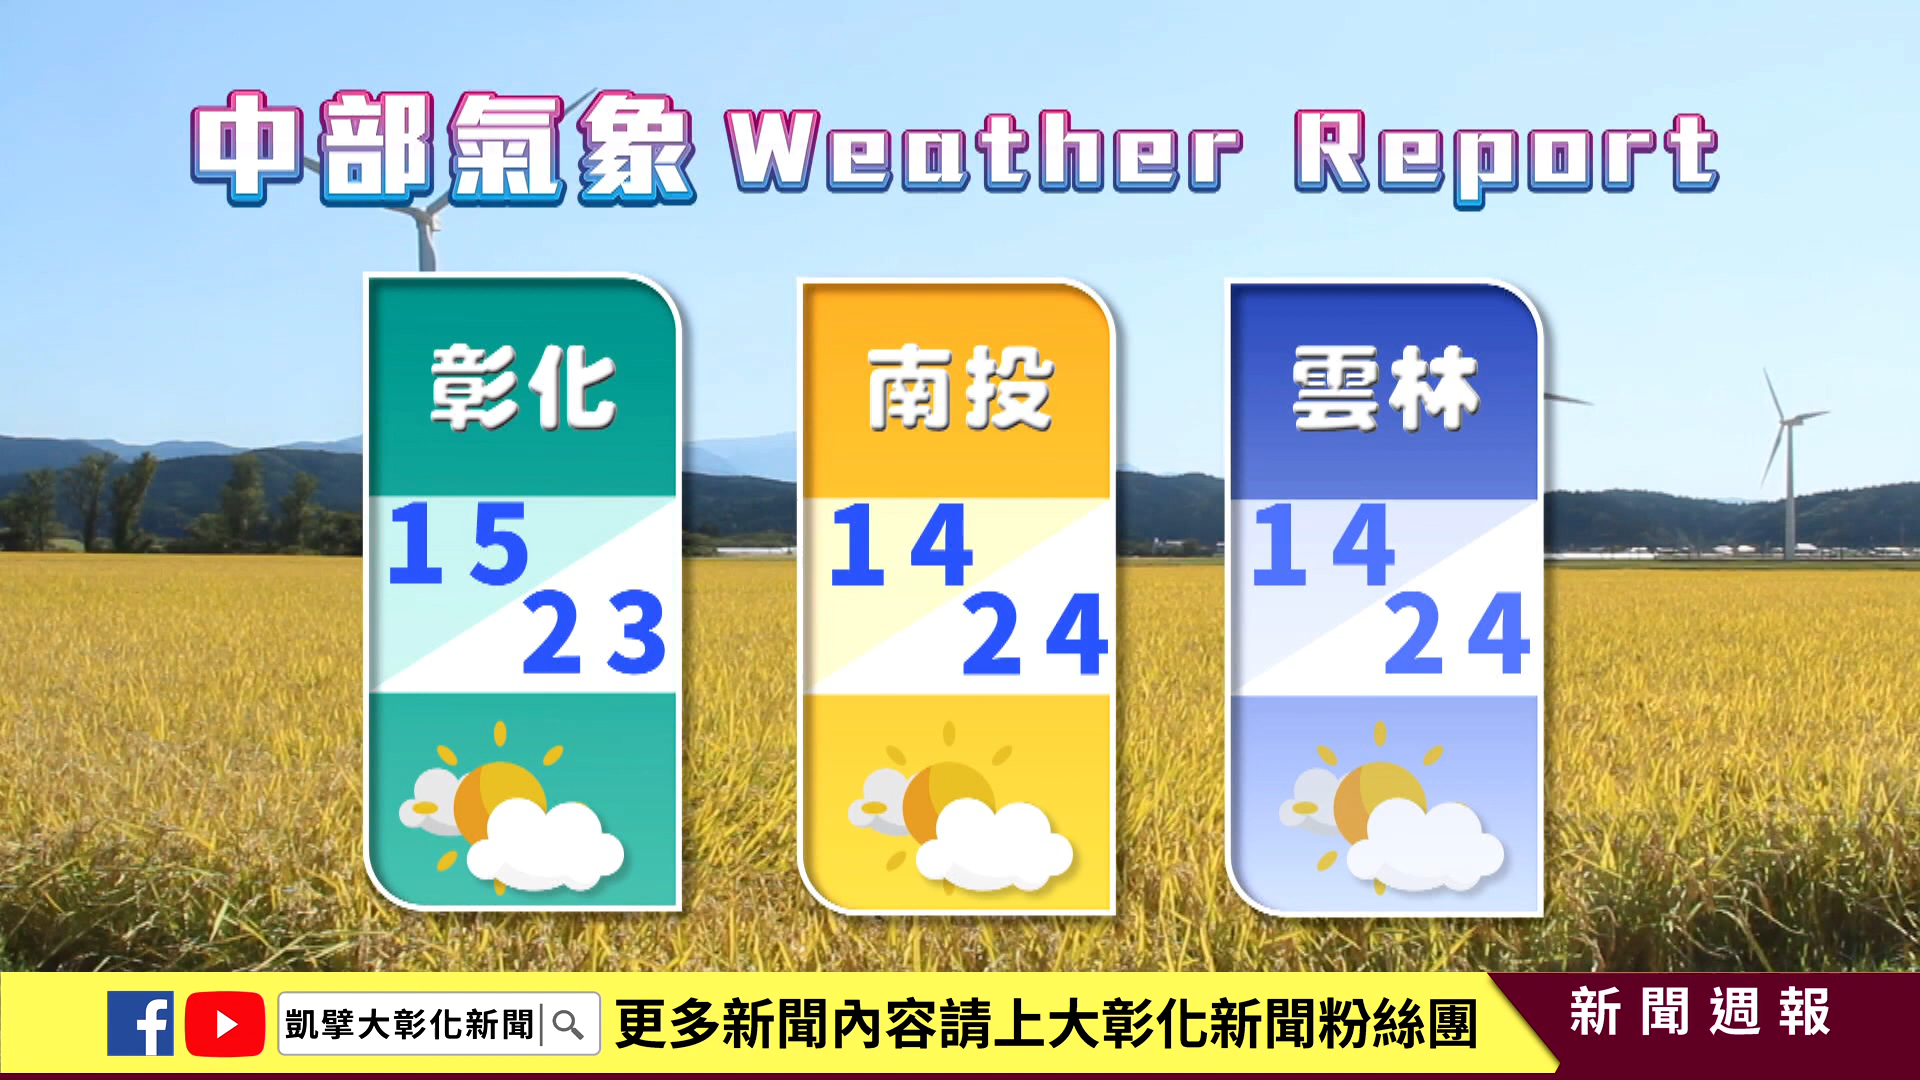 中部氣象 Weather Report
彰化
15
23
南投
14
24
雲林
14
24
凱擘大彰化新聞
更多新聞內容請上大彰化新聞粉絲團
新聞週報